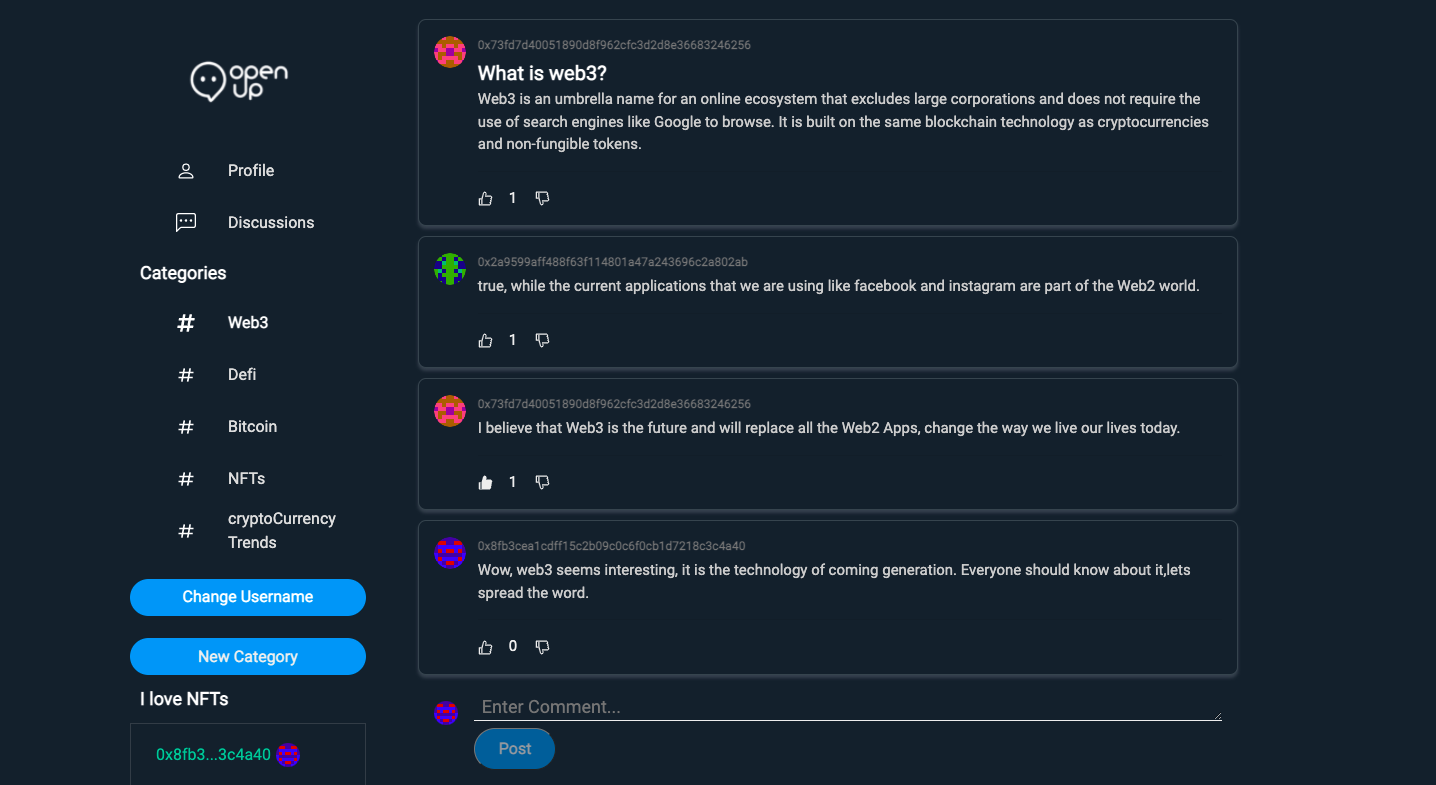 open
up
Profile
Discussions
Categories
# Web3
# Defi
# Bitcoin
# NFTs
# cryptoCurrency
Trends
Change Username
New Category
I love NFTs
0x8fb3...3c4a40
0x73fd7d40051890d8f962cfc3d2d8e36683246256
What is web3?
Web3 is an umbrella name for an online ecosystem that excludes large corporations and does not require the
use of search engines like Google to browse. It is built on the same blockchain technology as cryptocurrencies
and non-fungible tokens.
1
0x2a9599aff488f63f114801a47a243696c2a802ab
true, while the current applications that we are using like facebook and instagram are part of the Web2 world.
1
0x73fd7d40051890d8f962cfc3d2d8e36683246256
I believe that Web3 is the future and will replace all the Web2 Apps, change the way we live our lives today.
1
0x8fb3cea1cdff15c2b09c0c6f0cb1d7218c3c4a40
Wow, web3 seems interesting, it is the technology of coming generation. Everyone should know about it,lets
spread the word.
0
Enter Comment...
Post